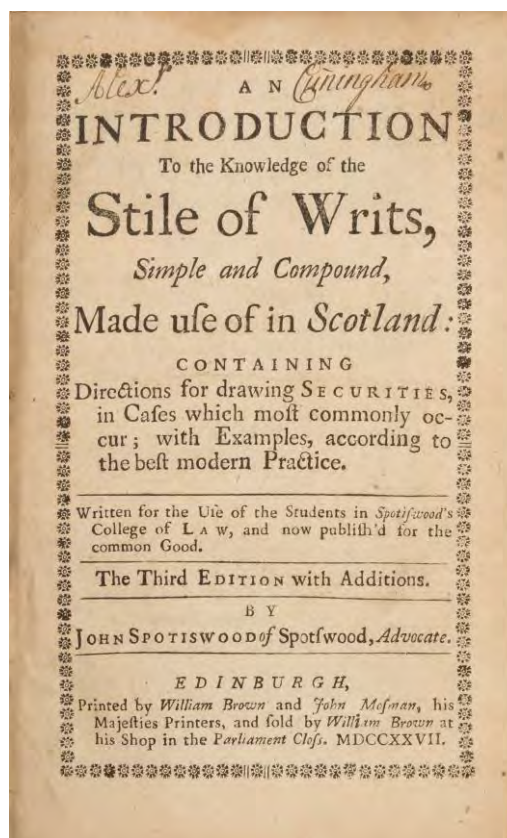 Alexr. Cuningham
AN
INTRODUCTION
To the Knowledge of the
Stile of Writs,
Simple and Compound,
Made uſe of in Scotland:
CONTAINING
Directions for drawing SECURITIES,
in Caſes which moſt commonly oc-
cur; with Examples, according to
the beſt modern Practice.
Written for the Uſe of the Students in Spotiſwood's
College of LAW, and now publiſh'd for the
common Good.
The Third EDITION with Additions.
BY
JOHN SPOTISWOOD of Spotſwood, Advocate.
EDINBURGH,
Printed by William Brown and John Moſman, his
Majeſties Printers, and ſold by William Brown at
his Shop in the Parliament Cloſs. MDCCXXVII.